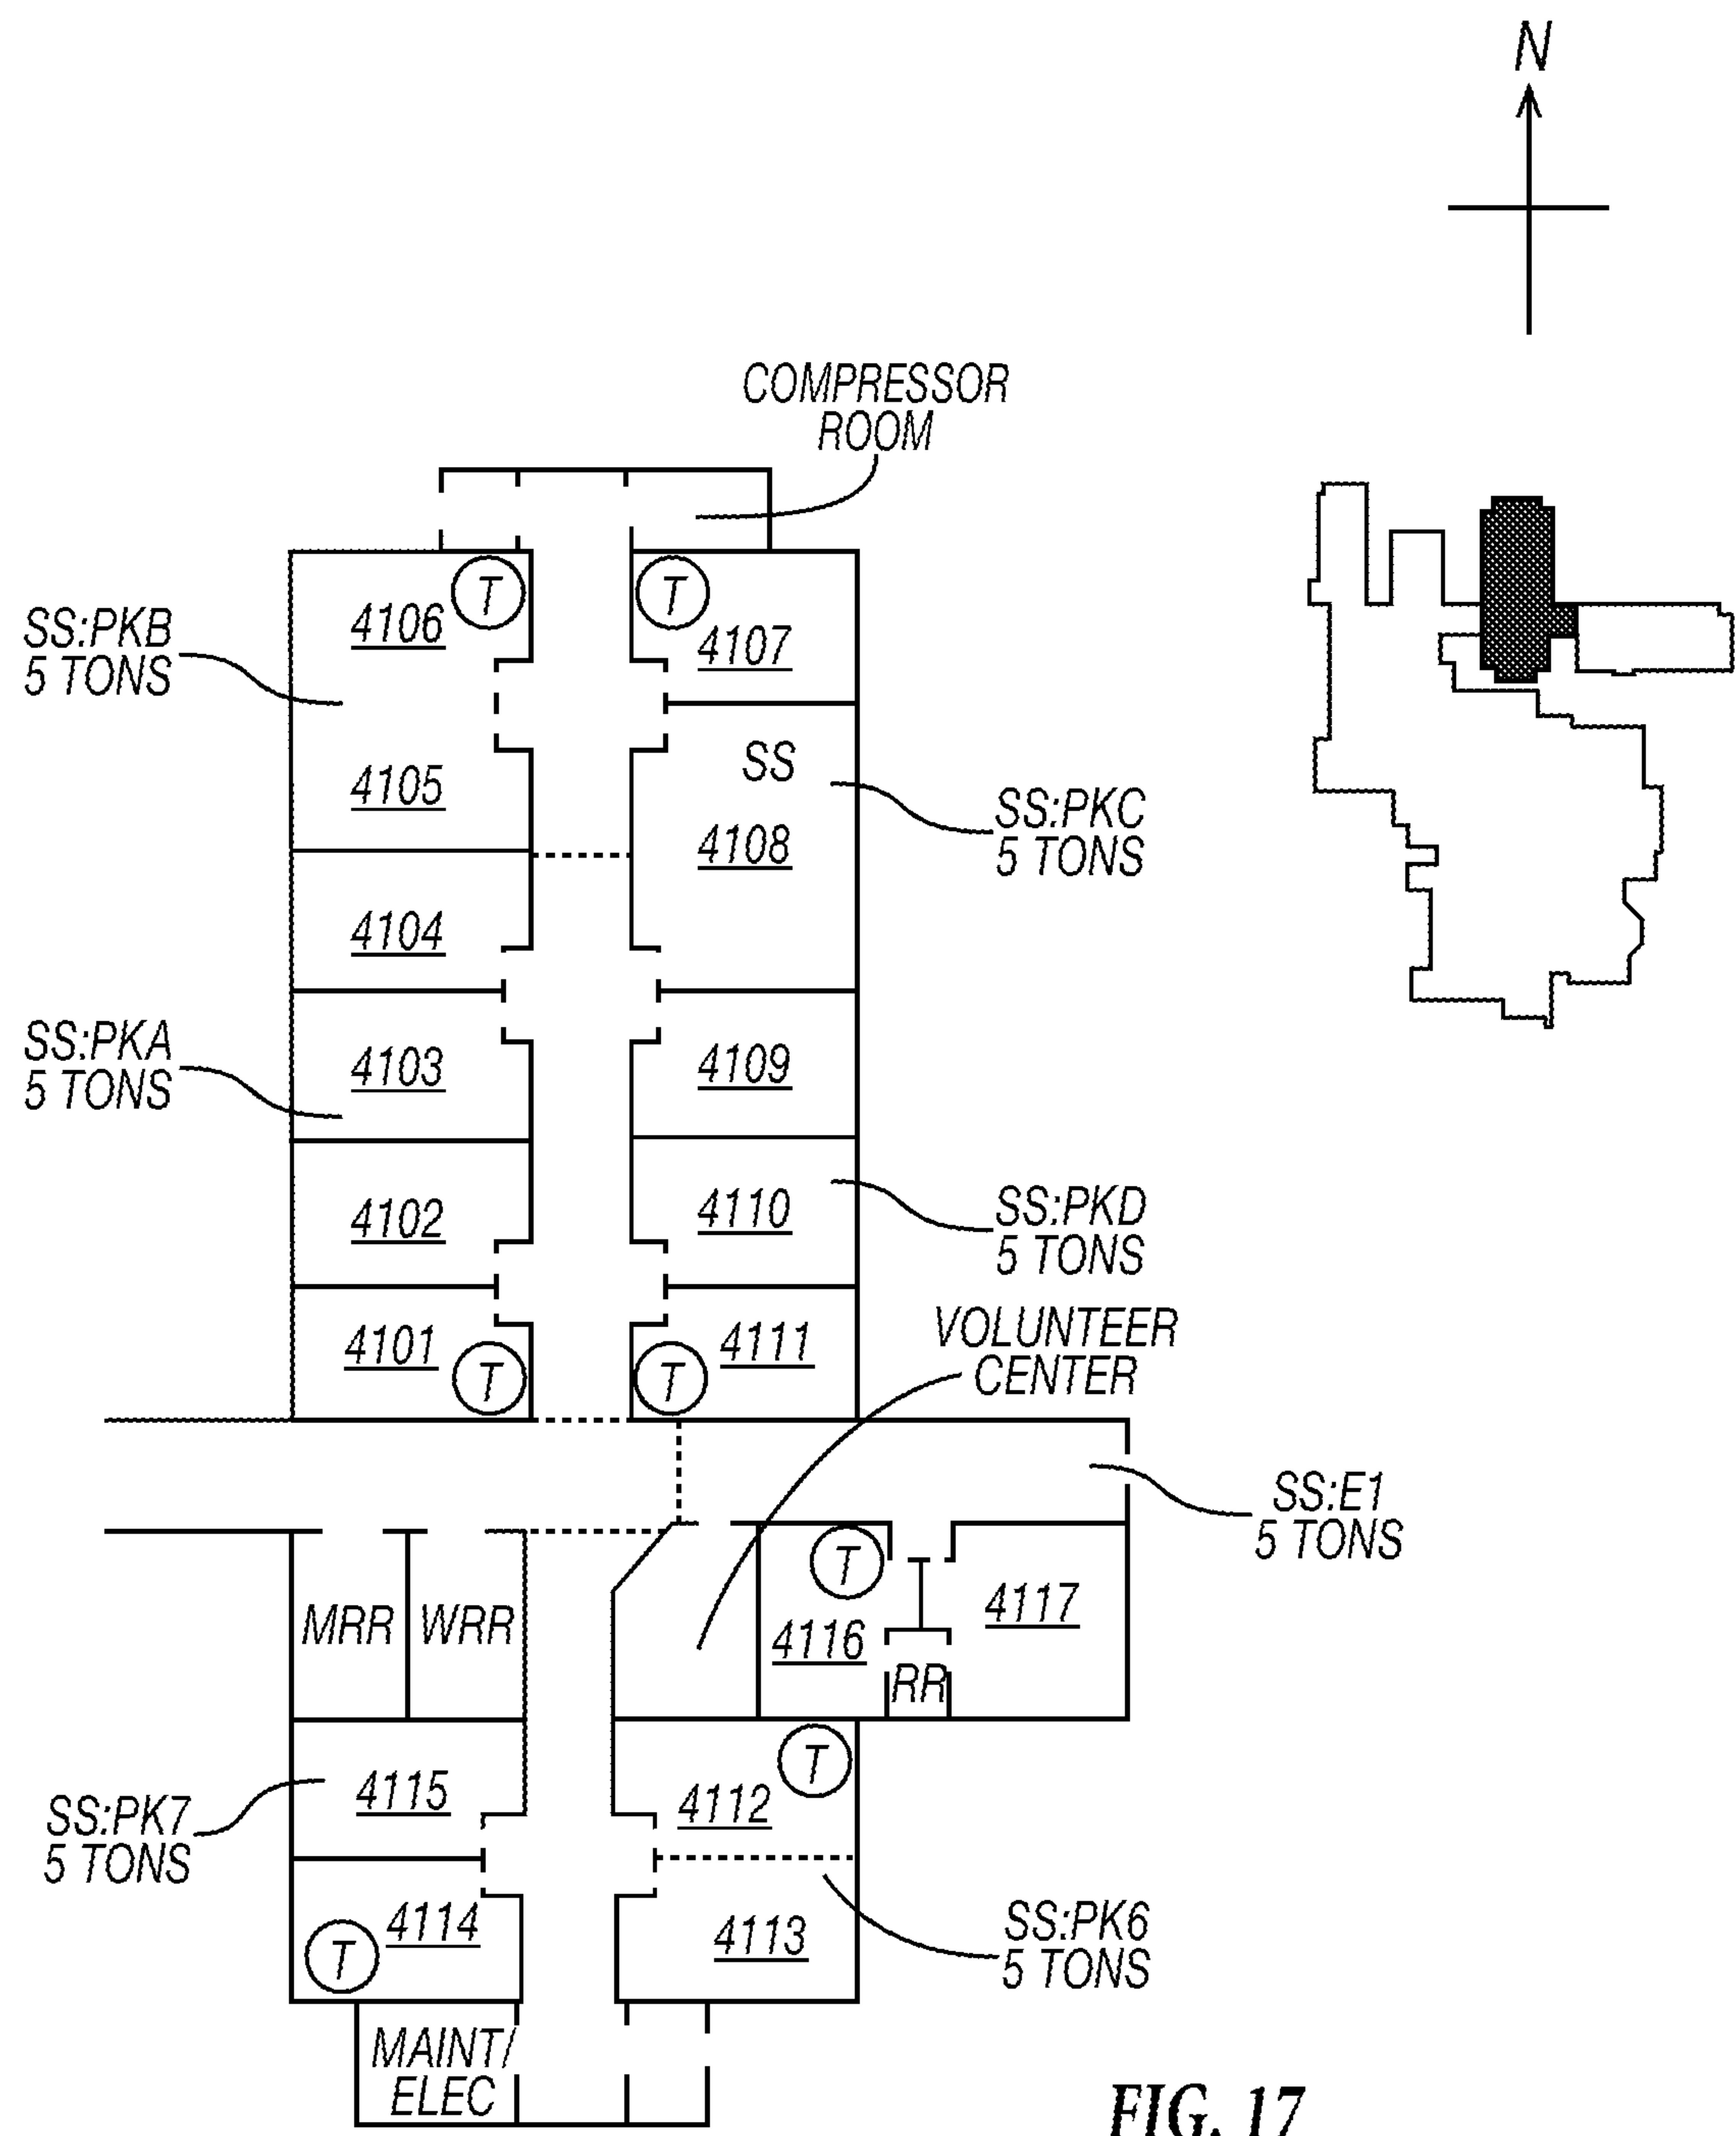 N
COMPRESSOR
ROOM
T
T
SS:PKB
5 TONS
4106
4107
SS
4105
SS:PKC
5 TONS
4108
4104
SS:PKA
5 TONS
4103
4109
4102
4110
SS:PKD
5 TONS
4101
T
T
4111
VOLUNTEER
CENTER
SS:E1
5 TONS
T
MRR
WRR
4116
4117
RR
T
SS:PK7
5 TONS
4115
4112
4114
T
4113
SS:PK6
5 TONS
MAINT/
ELEC
FIG. 17